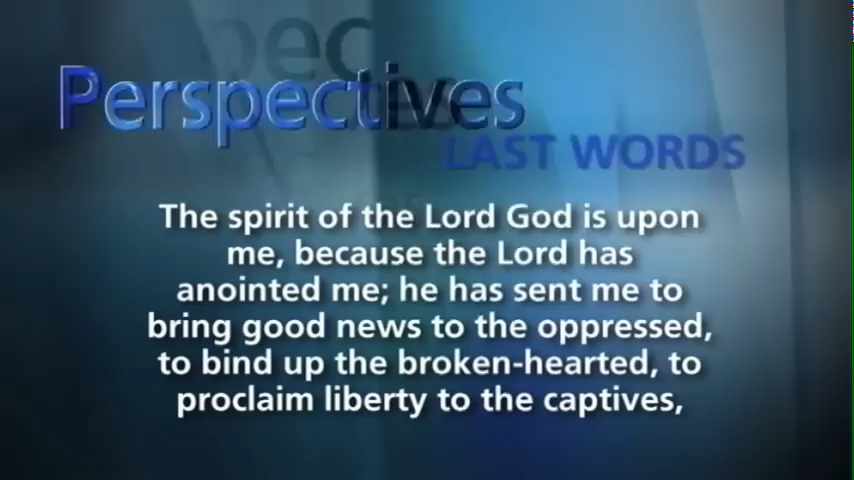 Perspectives
LAST WORDS
The spirit of the Lord God is upon
me, because the Lord has
anointed me; he has sent me to
bring good news to the oppressed,
to bind up the broken-hearted, to
proclaim liberty to the captives,